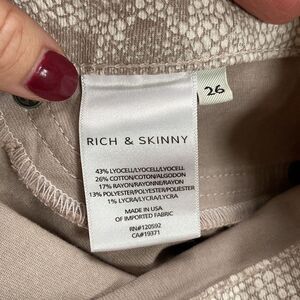 RICH & SKINNY
26
43% LYOCELL/LYOCELL/LYOCELL
26% COTTON/COTON/ALGODON
17% RAYON/RAYONNE/RAYON
13% POLYESTER/POLYESTER/POLIESTER
1% LYCRA/LYCRA/LYCRA
MADE IN USA
OF IMPORTED FABRIC
RN#120592
CA#19371